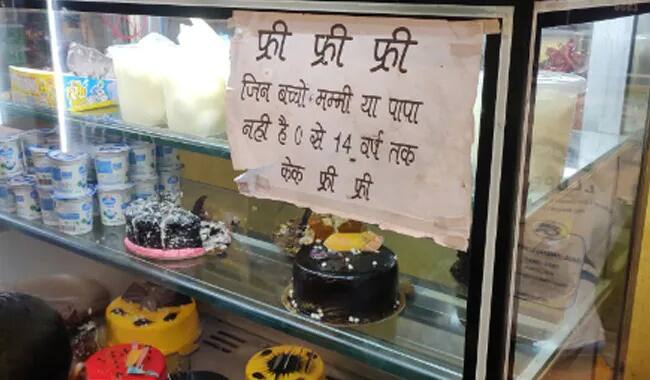 फ्री फ्री फ्री
जिन बच्चो मम्मी या पापा
नही है 0 से 14 वर्ष तक
केक फ्री फ्री